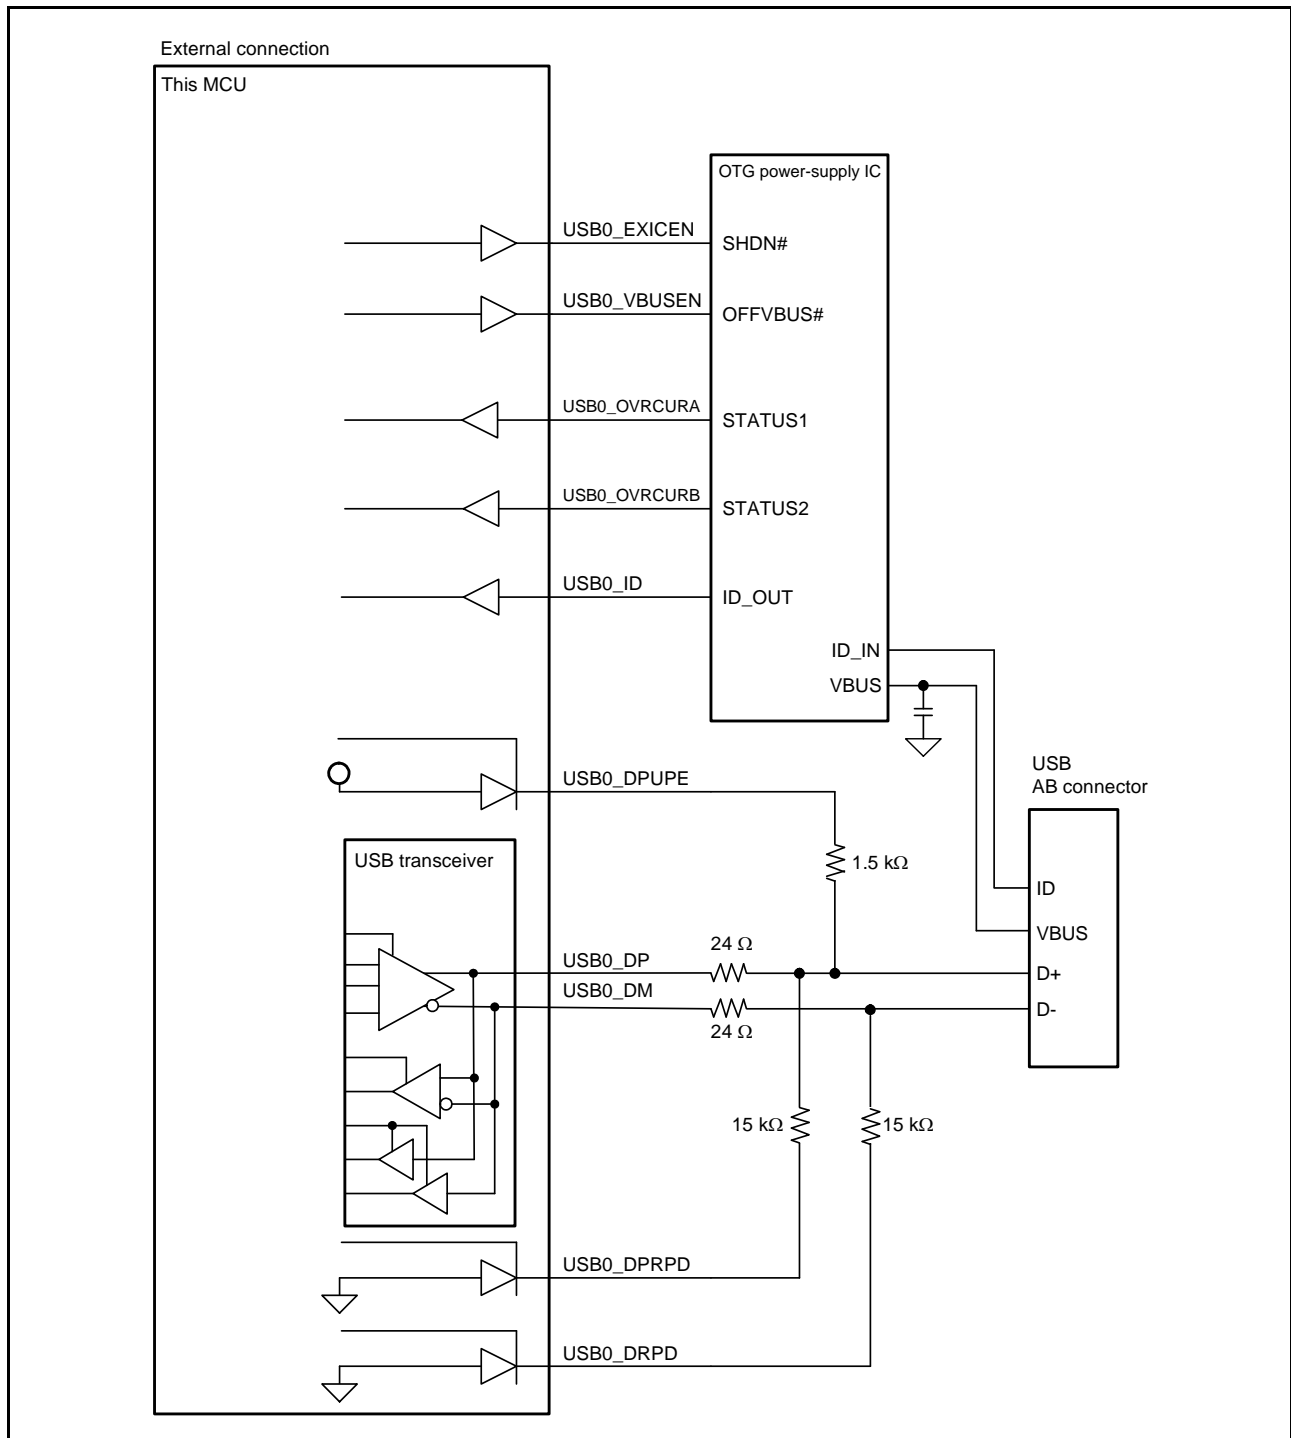 External connection
This MCU
OTG power-supply IC
USB0_EXICEN
SHDN#
USB0_VBUSEN
OFFVBUS#
USB0_OVRCURA
STATUS1
USB0_OVRCURB
STATUS2
USB0_ID
ID_OUT
ID_IN
VBUS
USB
AB connector
USB0_DPUPE
USB transceiver
1.5 kΩ
ID
VBUS
24 Ω
USB0_DP
D+
USB0_DM
D-
24 Ω
15 kΩ
15 kΩ
USB0_DPRPD
USB0_DRPD